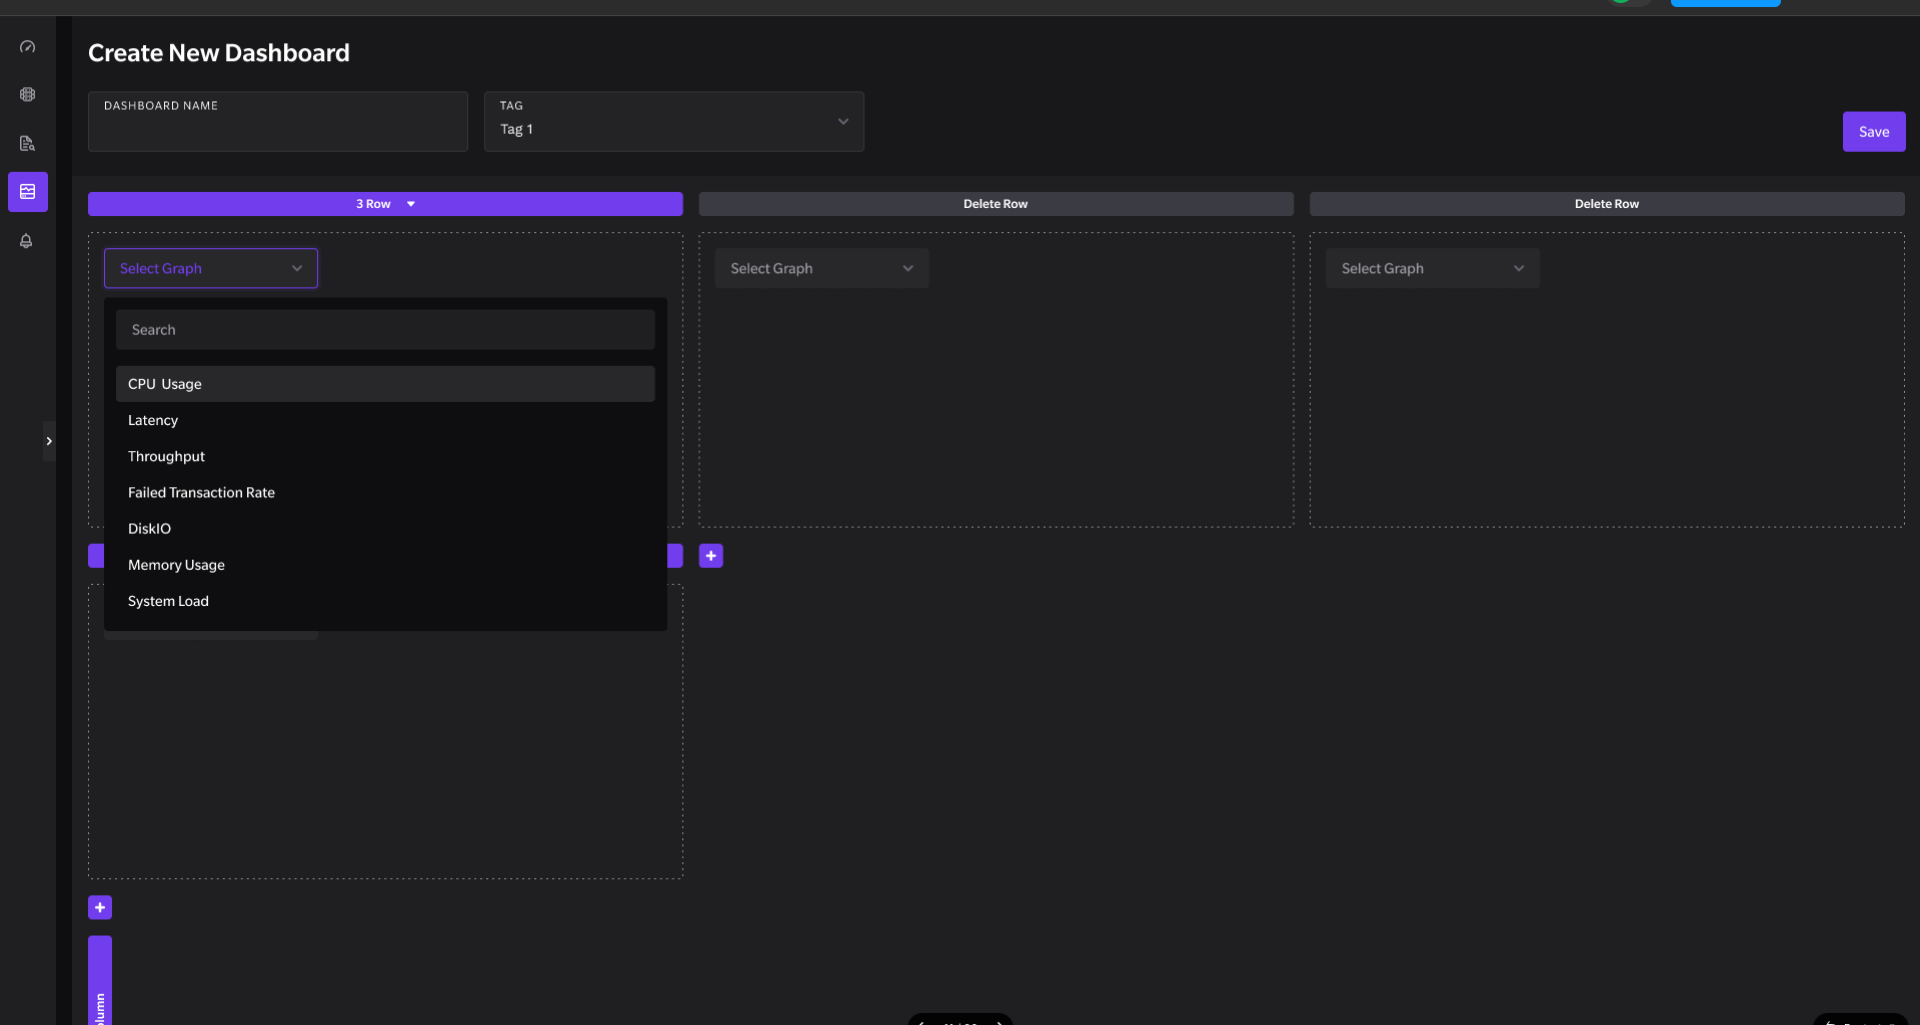 Create New Dashboard
DASHBOARD NAME
TAG
Tag 1
Save
3 Row
Delete Row
Delete Row
Select Graph
Select Graph
Select Graph
Search
CPU Usage
Latency
Throughput
Failed Transaction Rate
DiskIO
Memory Usage
System Load